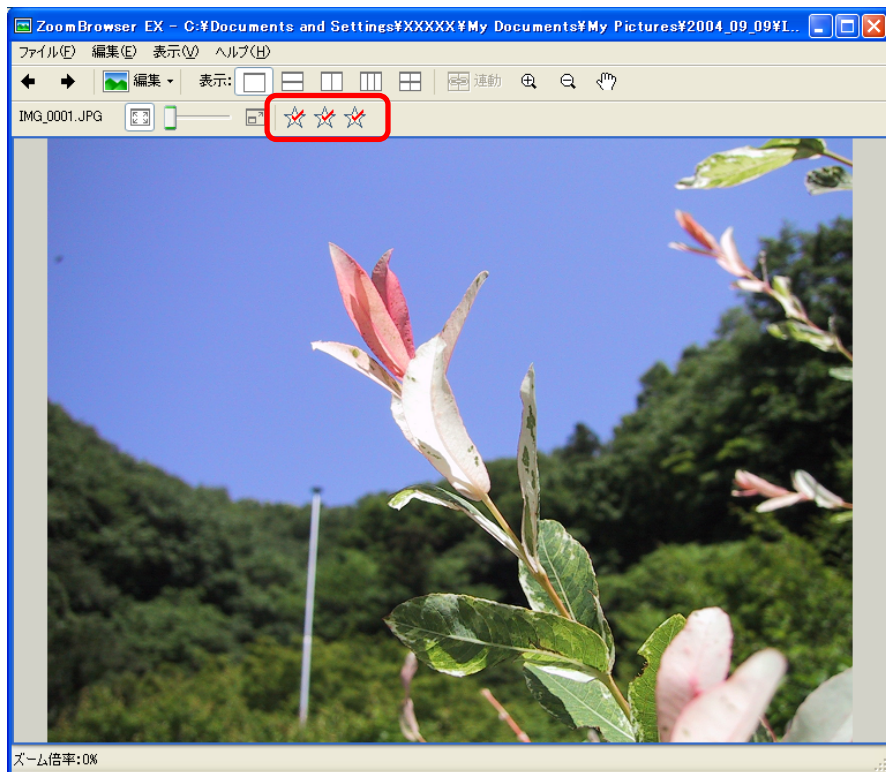 ZoomBrowser EX - C:¥Documents and Settings¥XXXXX¥My Documents¥My Pictures¥2004_09_09¥I...
ファイル(F) 編集(E) 表示(V) ヘルプ(H)
編集 表示: 連動
IMG_0001.JPG
ズーム倍率:0%